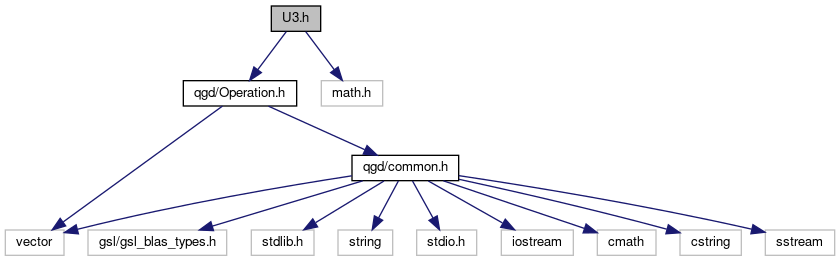 U3.h
qgd/Operation.h
math.h
qgd/common.h
vector
gsl/gsl_blas_types.h
stdlib.h
string
stdio.h
iostream
cmath
cstring
sstream